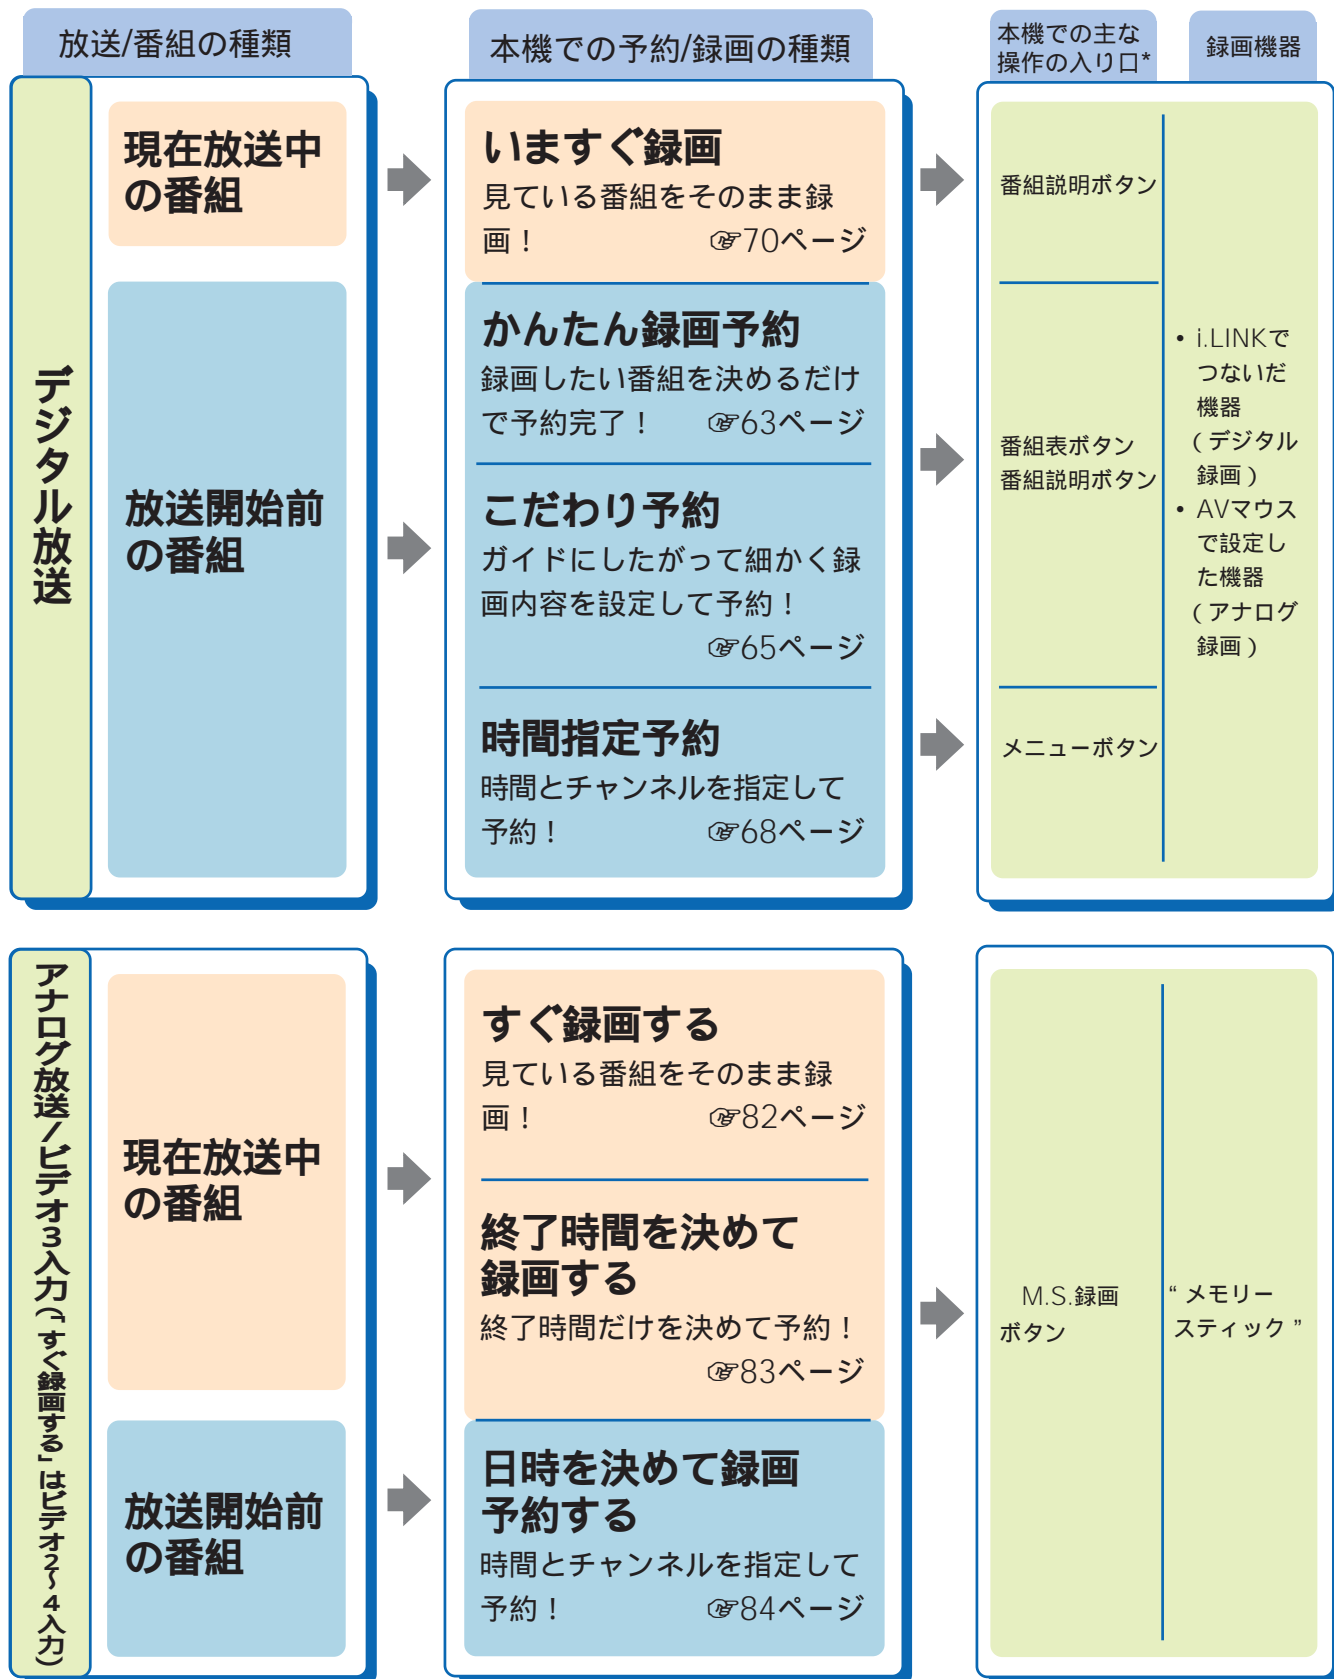 放送/番組の種類
本機での予約/録画の種類
本機での主な
操作の入り口*
録画機器
デジタル放送
現在放送中
の番組
いますぐ録画
見ている番組をそのまま録
画! ☞70ページ
番組説明ボタン
放送開始前
の番組
かんたん録画予約
録画したい番組を決めるだけ
で予約完了! ☞63ページ
こだわり予約
ガイドにしたがって細かく録
画内容を設定して予約!
☞65ページ
番組表ボタン
番組説明ボタン
時間指定予約
時間とチャンネルを指定して
予約! ☞68ページ
メニューボタン
• i.LINKで
つないだ
機器
(デジタル
録画)
• AVマウス
で設定し
た機器
(アナログ
録画)
アナログ放送/ビデオ3入力(「すぐ録画する」はビデオ2~4入力)
現在放送中
の番組
すぐ録画する
見ている番組をそのまま録
画! ☞82ページ
終了時間を決めて
録画する
終了時間だけを決めて予約!
☞83ページ
放送開始前
の番組
日時を決めて録画
予約する
時間とチャンネルを指定して
予約! ☞84ページ
M.S.録画
ボタン
“メモリー
スティック”